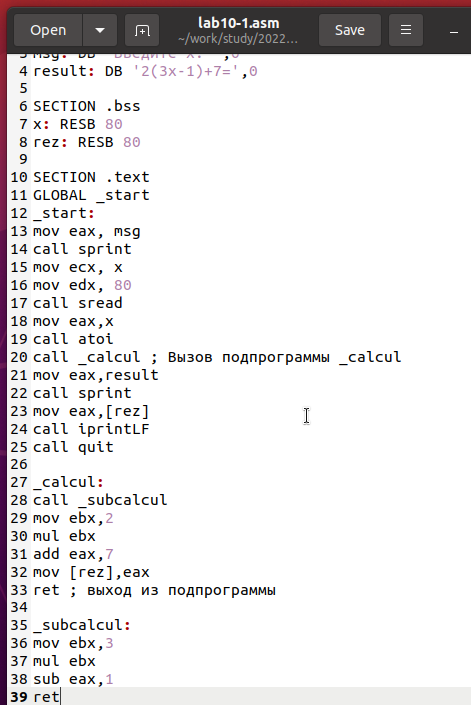 Open
lab10-1.asm
~/work/study/2022...
Save
3 msg: DB 'Введите x: ',0
4 result: DB '2(3x-1)+7=',0
5
6 SECTION .bss
7 x: RESB 80
8 rez: RESB 80
9
10 SECTION .text
11 GLOBAL _start
12 _start:
13 mov eax, msg
14 call sprint
15 mov ecx, x
16 mov edx, 80
17 call sread
18 mov eax,x
19 call atoi
20 call _calcul ; Вызов подпрограммы _calcul
21 mov eax,result
22 call sprint
23 mov eax,[rez]
24 call iprintLF
25 call quit
26
27 _calcul:
28 call _subcalcul
29 mov ebx,2
30 mul ebx
31 add eax,7
32 mov [rez],eax
33 ret ; выход из подпрограммы
34
35 _subcalcul:
36 mov ebx,3
37 mul ebx
38 sub eax,1
39 ret